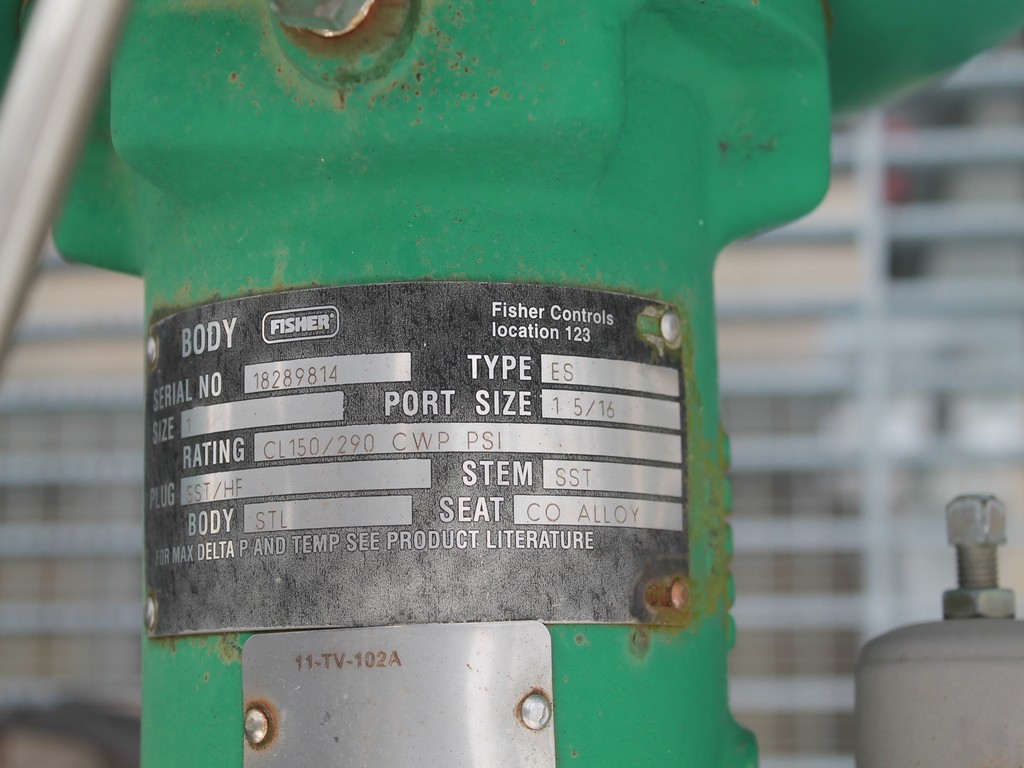 BODY FISHER Fisher Controls
location 123
SERIAL NO 18289814 TYPE ES
SIZE 1 PORT SIZE 1 5/16
RATING CL150/290 CWP PSI
PLUG SST/HF STEM SST
BODY STL SEAT CO ALLOY
FOR MAX DELTA P AND TEMP SEE PRODUCT LITERATURE
11-TV-102A